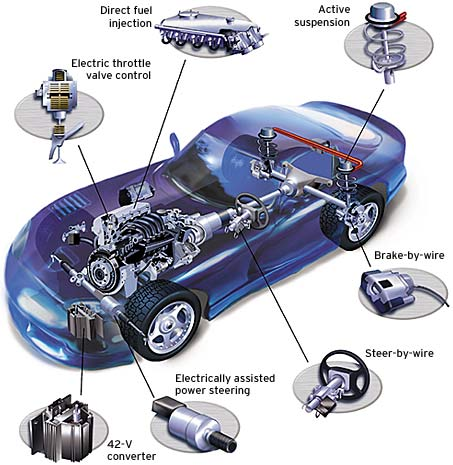 Direct fuel
injection
Active
suspension
Electric throttle
valve control
Brake-by-wire
Steer-by-wire
Electrically assisted
power steering
42-V
converter